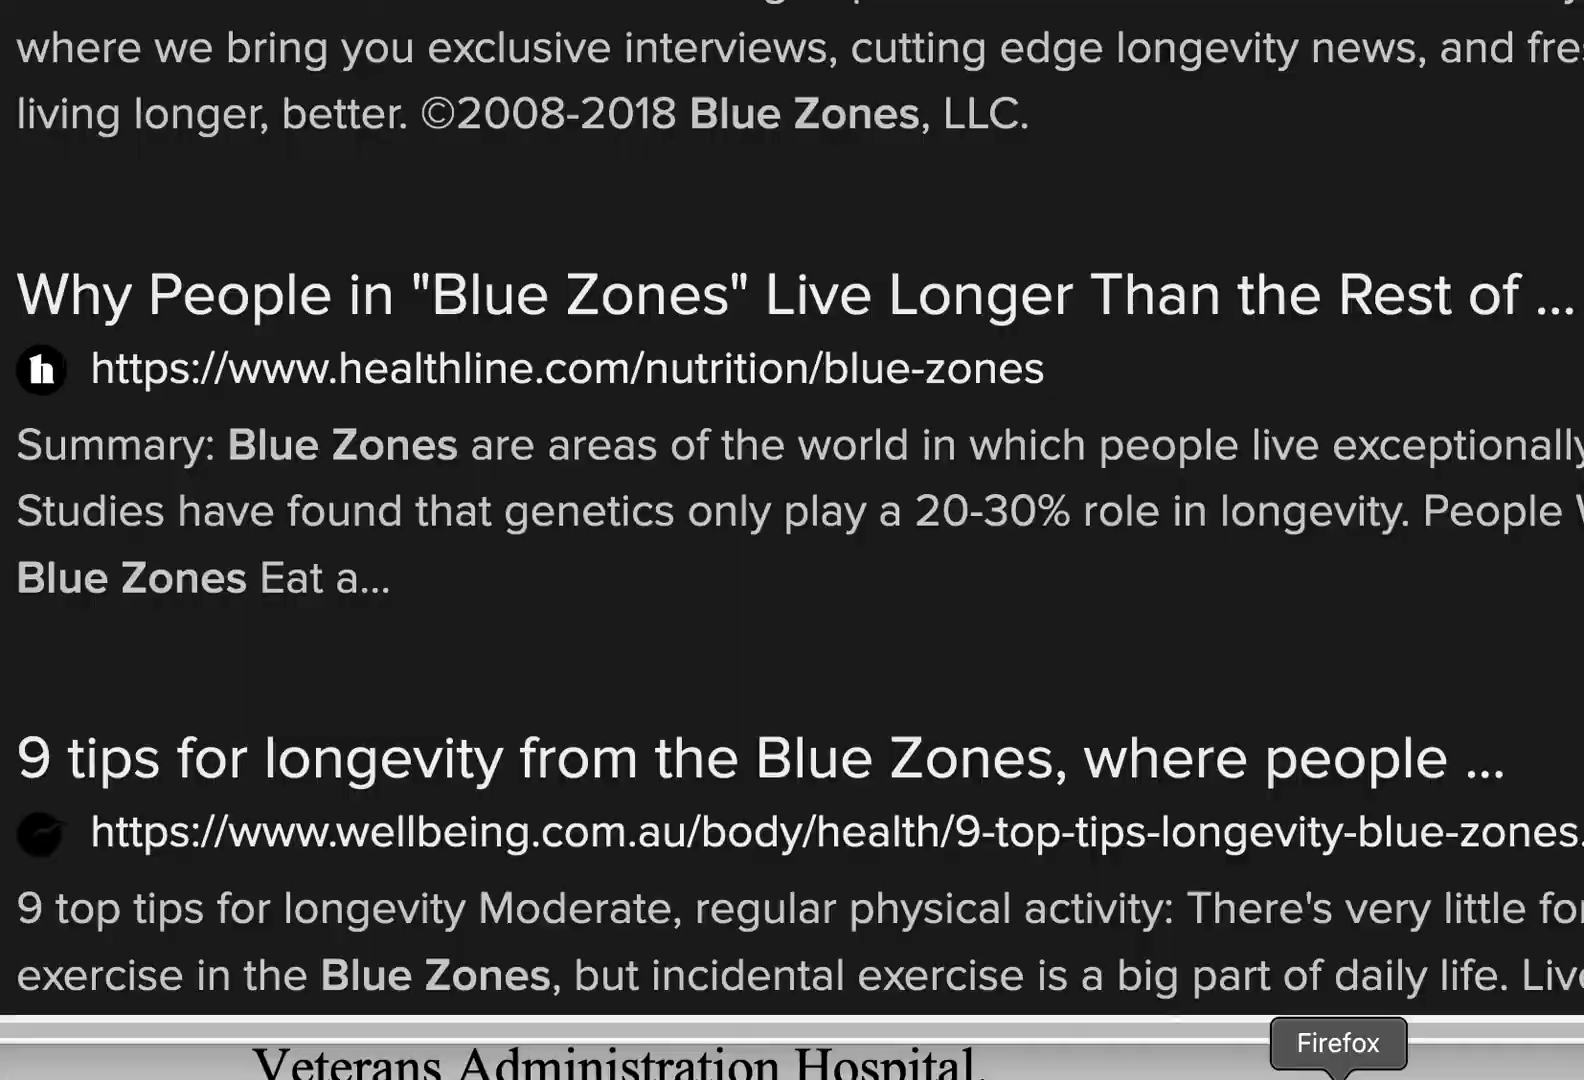 where we bring you exclusive interviews, cutting edge longevity news, and
living longer, better. ©2008-2018 Blue Zones, LLC.
Why People in "Blue Zones" Live Longer Than the Rest of ...
h https://www.healthline.com/nutrition/blue-zones
Summary: Blue Zones are areas of the world in which people live exceptionally
Studies have found that genetics only play a 20-30% role in longevity. People
Blue Zones Eat a...
9 tips for longevity from the Blue Zones, where people ...
https://www.wellbeing.com.au/body/health/9-top-tips-longevity-blue-zones.
9 top tips for longevity Moderate, regular physical activity: There's very little
exercise in the Blue Zones, but incidental exercise is a big part of daily life.
Firefox
Veterans Administration Hospital.